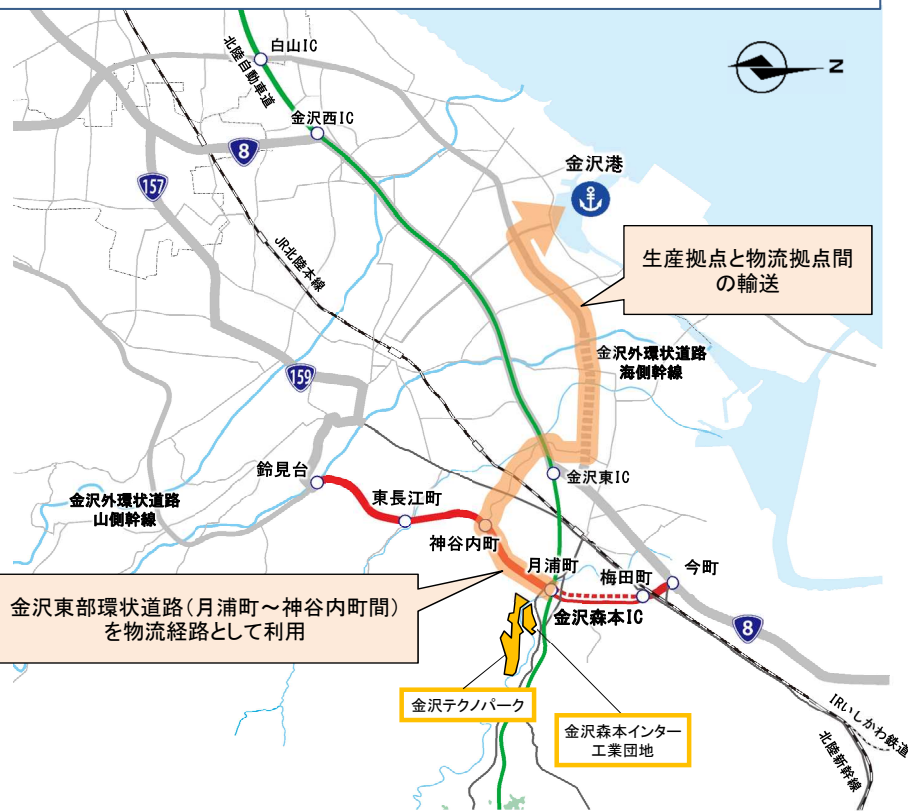 白山IC
北陸自動車道
N
金沢西IC
8
金沢港
157
生産拠点と物流拠点間
の輸送
JR北陸本線
金沢外環状道路
海側幹線
159
鈴見台
金沢東IC
東長江町
金沢外環状道路
山側幹線
神谷内町
月浦町
梅田町
今町
金沢東部環状道路(月浦町～神谷内町間)
を物流経路として利用
金沢森本IC
8
金沢テクノパーク
金沢森本インター
工業団地
IRいしかわ鉄道
北陸新幹線